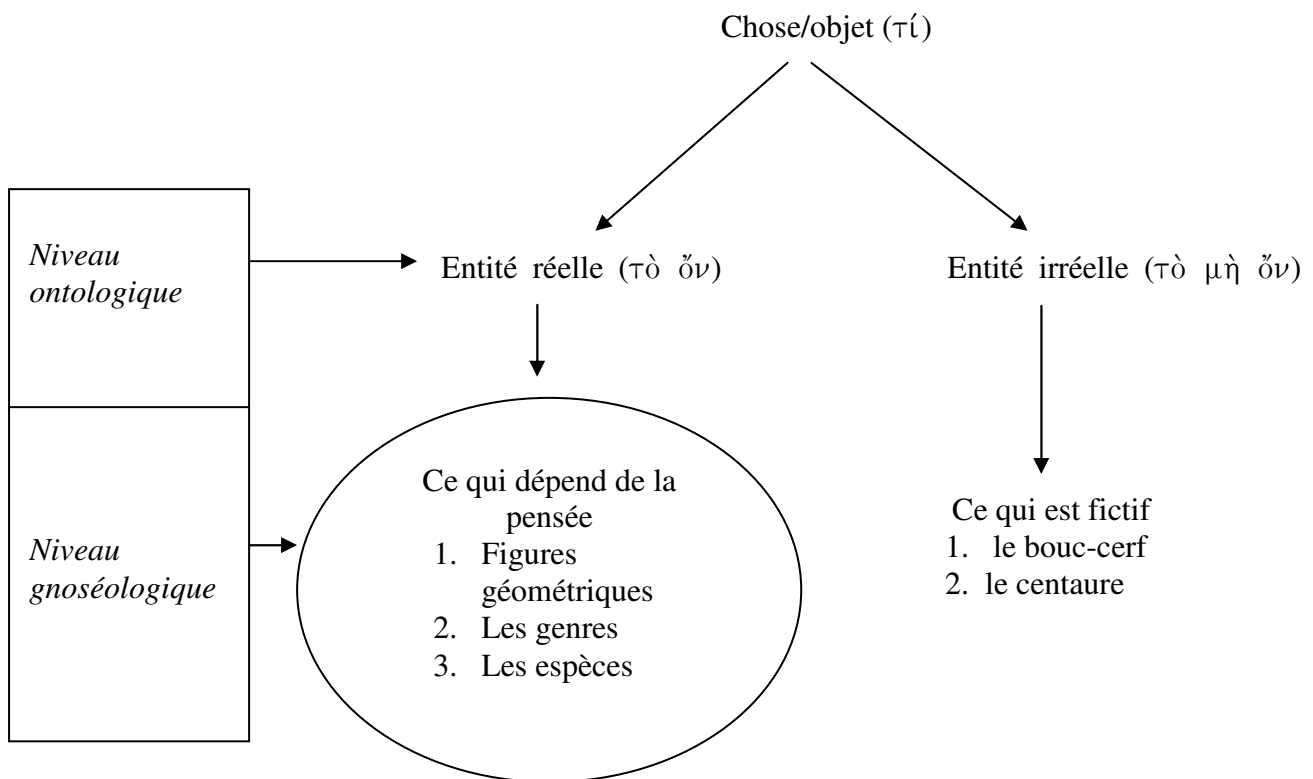 Chose/objet (τί)
Niveau
ontologique
Entité réelle (τὸ ὄν)
Entité irréelle (τὸ μὴ ὄν)
Niveau
gnoséologique
Ce qui dépend de la
pensée
1. Figures
géométriques
2. Les genres
3. Les espèces
Ce qui est fictif
1. le bouc-cerf
2. le centaure